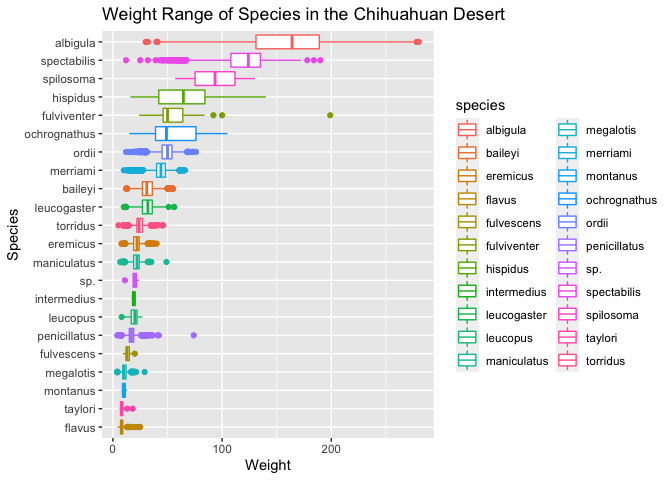 Weight Range of Species in the Chihuahuan Desert
Species
albigula
spectabilis
spilosoma
hispidus
fulviventer
ochrognathus
ordii
merriami
baileyi
leucogaster
torridus
eremicus
maniculatus
sp.
intermedius
leucopus
penicillatus
fulvescens
megalotis
montanus
taylori
flavus
0 100 200
Weight
species
albigula
baileyi
eremicus
flavus
fulvescens
fulviventer
hispidus
intermedius
leucogaster
leucopus
maniculatus
megalotis
merriami
montanus
ochrognathus
ordii
penicillatus
sp.
spectabilis
spilosoma
taylori
torridus